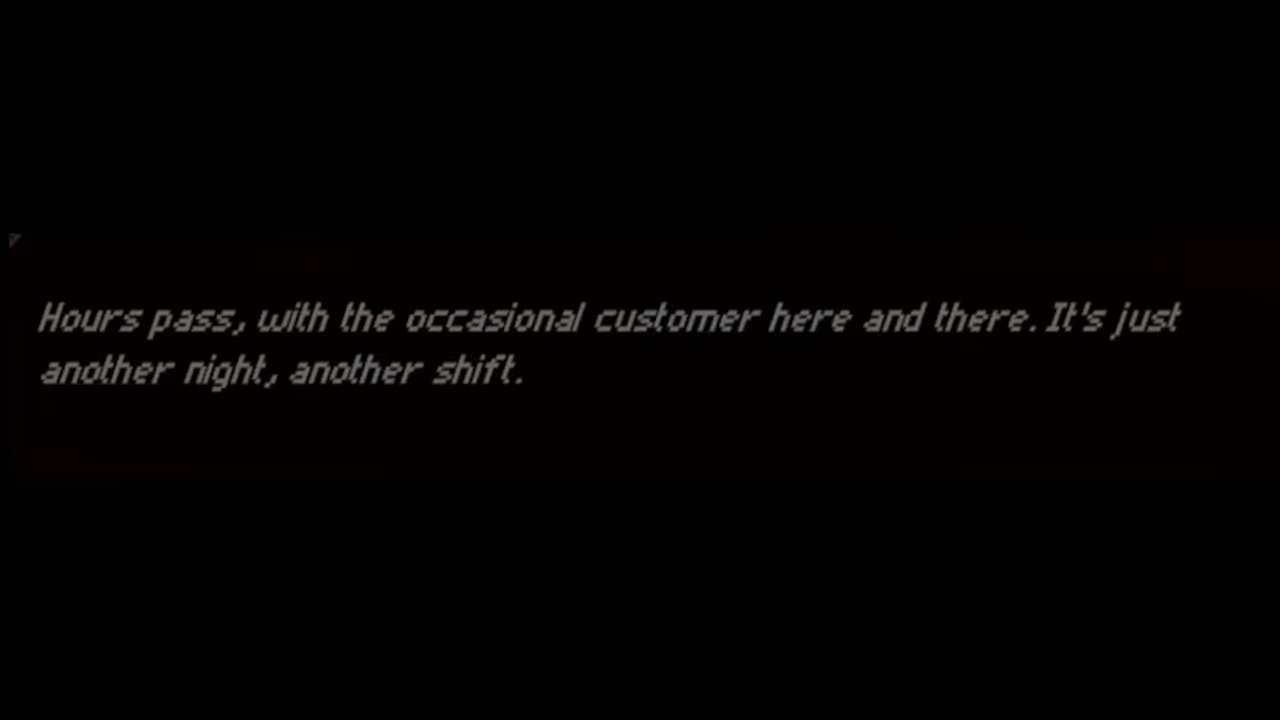 Hours pass, with the occasional customer here and there. It's just
another night, another shift.